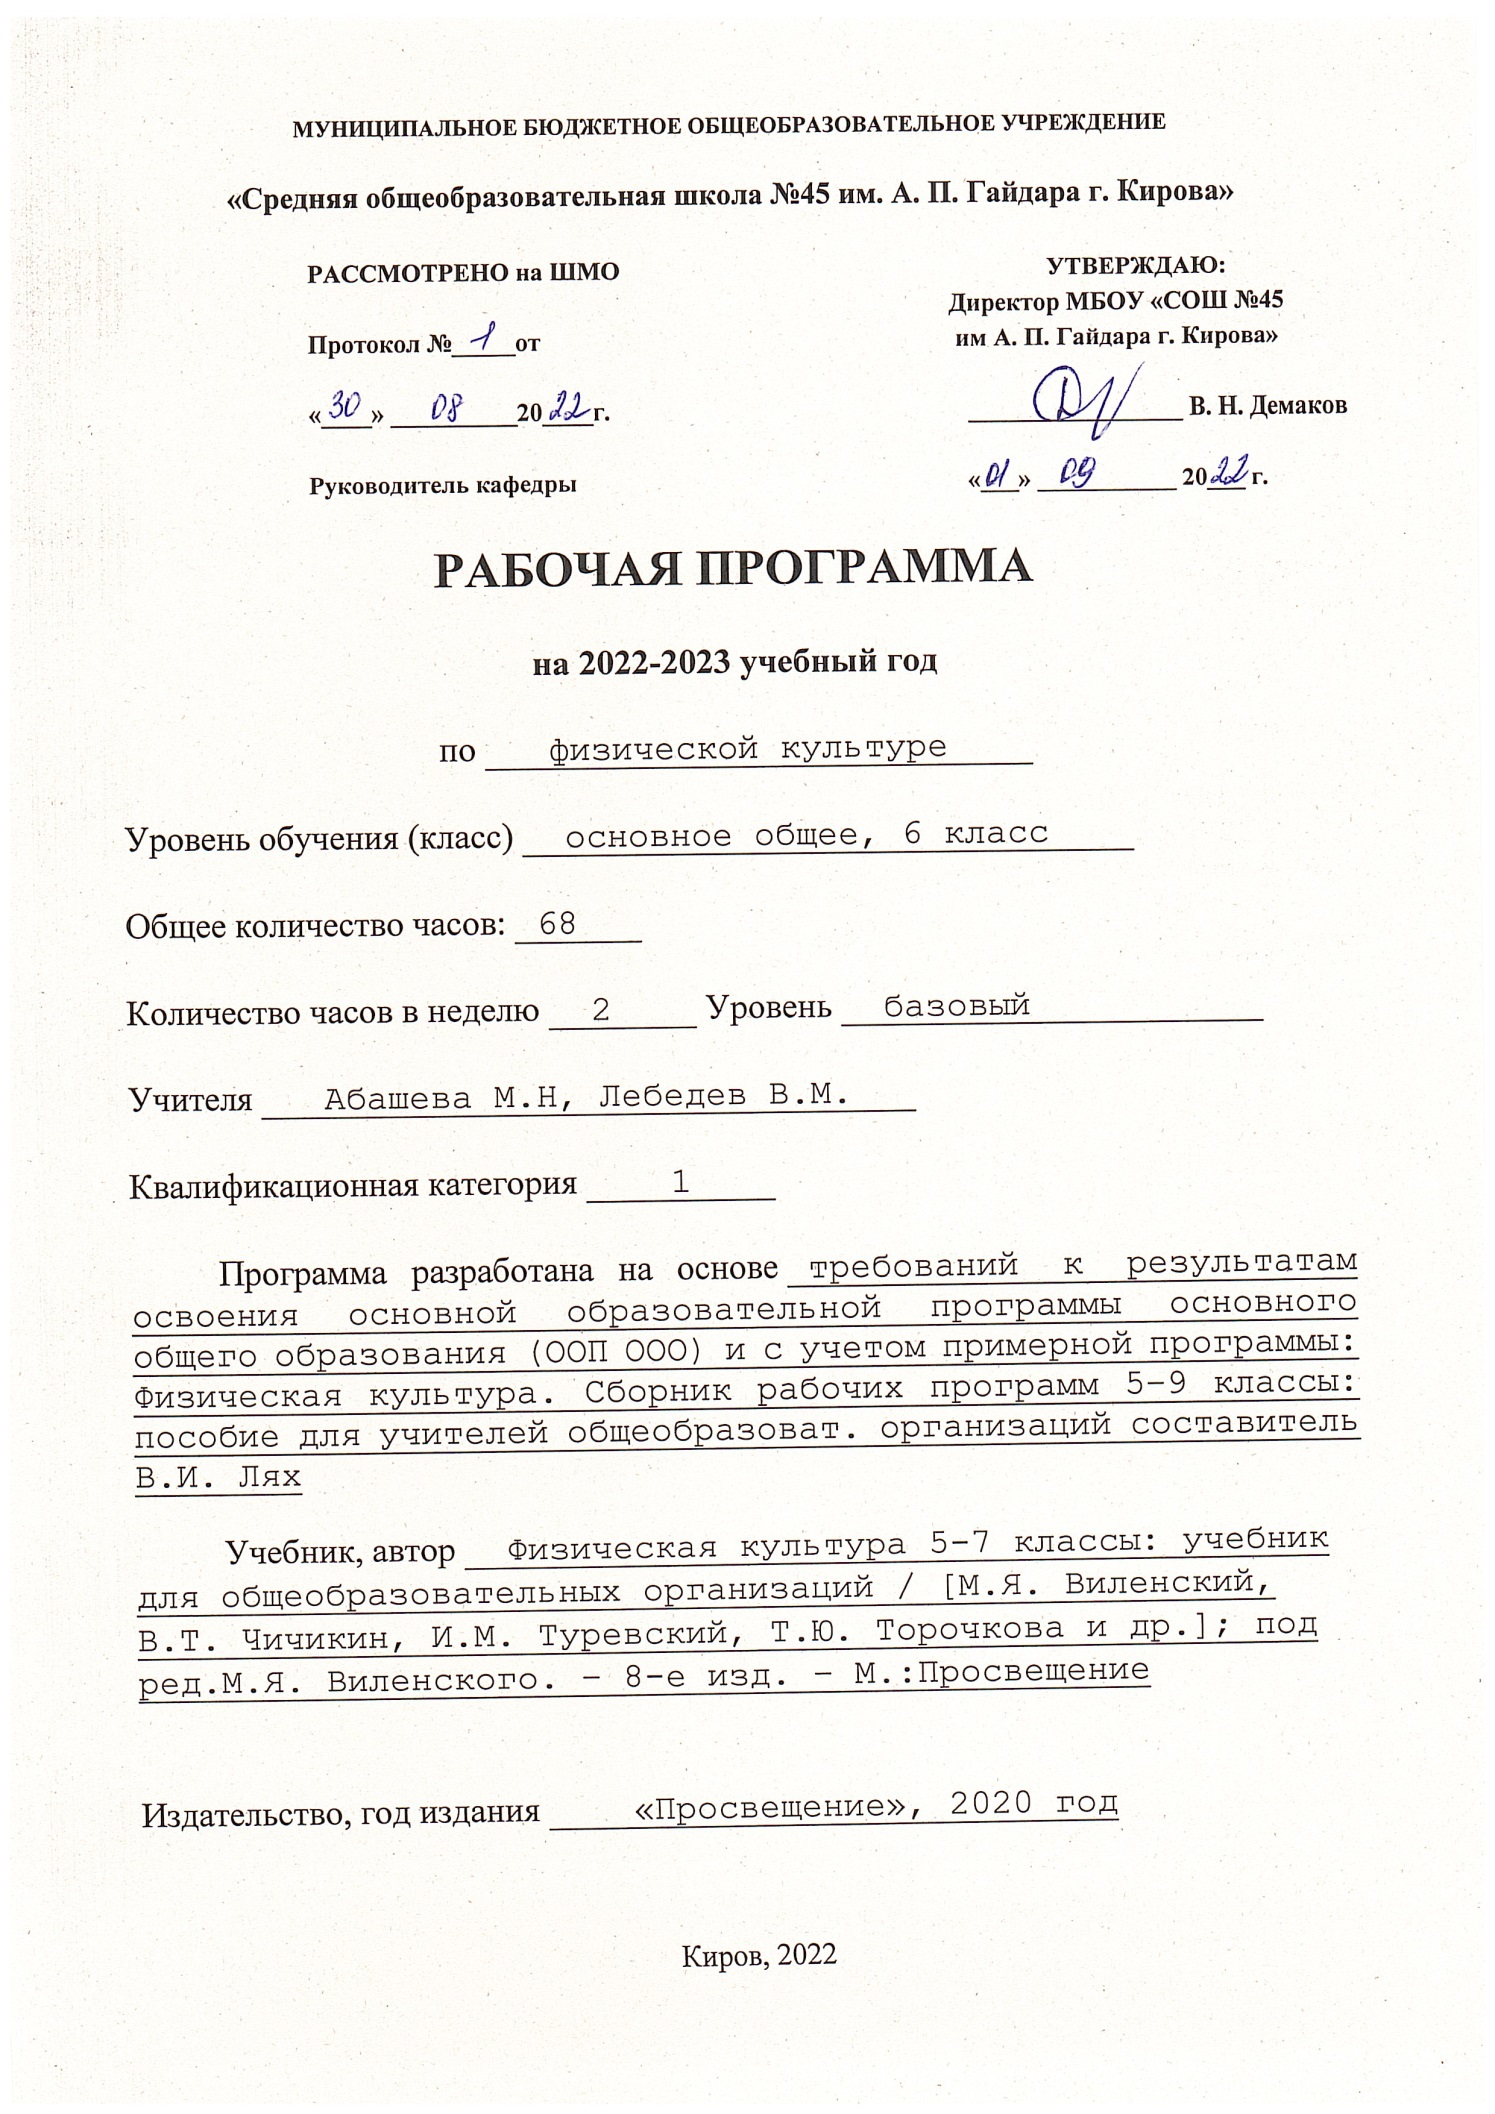 МУНИЦИПАЛЬНОЕ БЮДЖЕТНОЕ ОБЩЕОБРАЗОВАТЕЛЬНОЕ УЧРЕЖДЕНИЕ
«Средняя общеобразовательная школа №45 им. А. П. Гайдара г. Кирова»
РАССМОТРЕНО на ШМО
Протокол № 1 от
«30» 08 2022 г.
Руководитель кафедры
УТВЕРЖДАЮ:
Директор МБОУ «СОШ №45
им А. П. Гайдара г. Кирова»
В. Н. Демаков
«01» 09 2022 г.
РАБОЧАЯ ПРОГРАММА
на 2022-2023 учебный год
по физической культуре
Уровень обучения (класс) основное общее, 6 класс
Общее количество часов: 68
Количество часов в неделю 2 Уровень базовый
Учителя Абашева М.Н, Лебедев В.М.
Квалификационная категория 1
Программа разработана на основе требований к результатам
освоения основной образовательной программы основного
общего образования (ООП ООО) и с учетом примерной программы:
Физическая культура. Сборник рабочих программ 5-9 классы:
пособие для учителей общеобразоват. организаций составитель
В.И. Лях
Учебник, автор Физическая культура 5-7 классы: учебник
для общеобразовательных организаций / [М.Я. Виленский,
В.Т. Чичикин, И.М. Туревский, Т.Ю. Торочкова и др.]; под
ред.М.Я. Виленского. – 8-е изд. – М.:Просвещение
Издательство, год издания «Просвещение», 2020 год
Киров, 2022